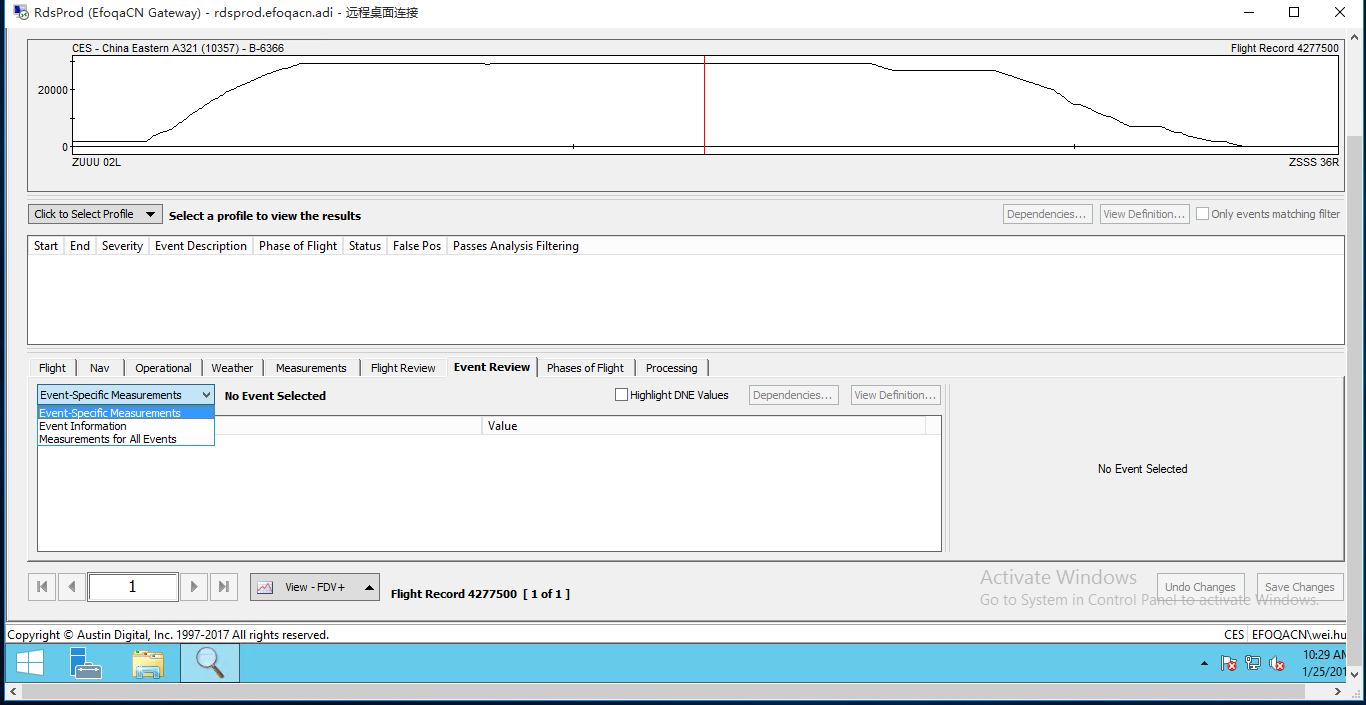 RdsProd (EfoqaCN Gateway) - rdsprod.efoqacn.adi - 远程桌面连接
CES - China Eastern A321 (10357) - B-6366
Flight Record 4277500
20000
0
ZUUU 02L
ZSSS 36R
Click to Select Profile
Select a profile to view the results
Dependencies...
View Definition...
Only events matching filter
Start End Severity Event Description Phase of Flight Status False Pos Passes Analysis Filtering
Flight Nav Operational Weather Measurements Flight Review Event Review Phases of Flight Processing
Event-Specific Measurements
No Event Selected
Highlight DNE Values
Dependencies...
View Definition...
Event-Specific Measurements
Event Information
Measurements for All Events
Value
No Event Selected
1
View - FDV+
Flight Record 4277500 [ 1 of 1 ]
Activate Windows
Go to System in Control Panel to activate Windows.
Undo Changes
Save Changes
Copyright © Austin Digital, Inc. 1997-2017 All rights reserved.
CES
EFOQACN\wei.hu
10:29 AM
1/25/201